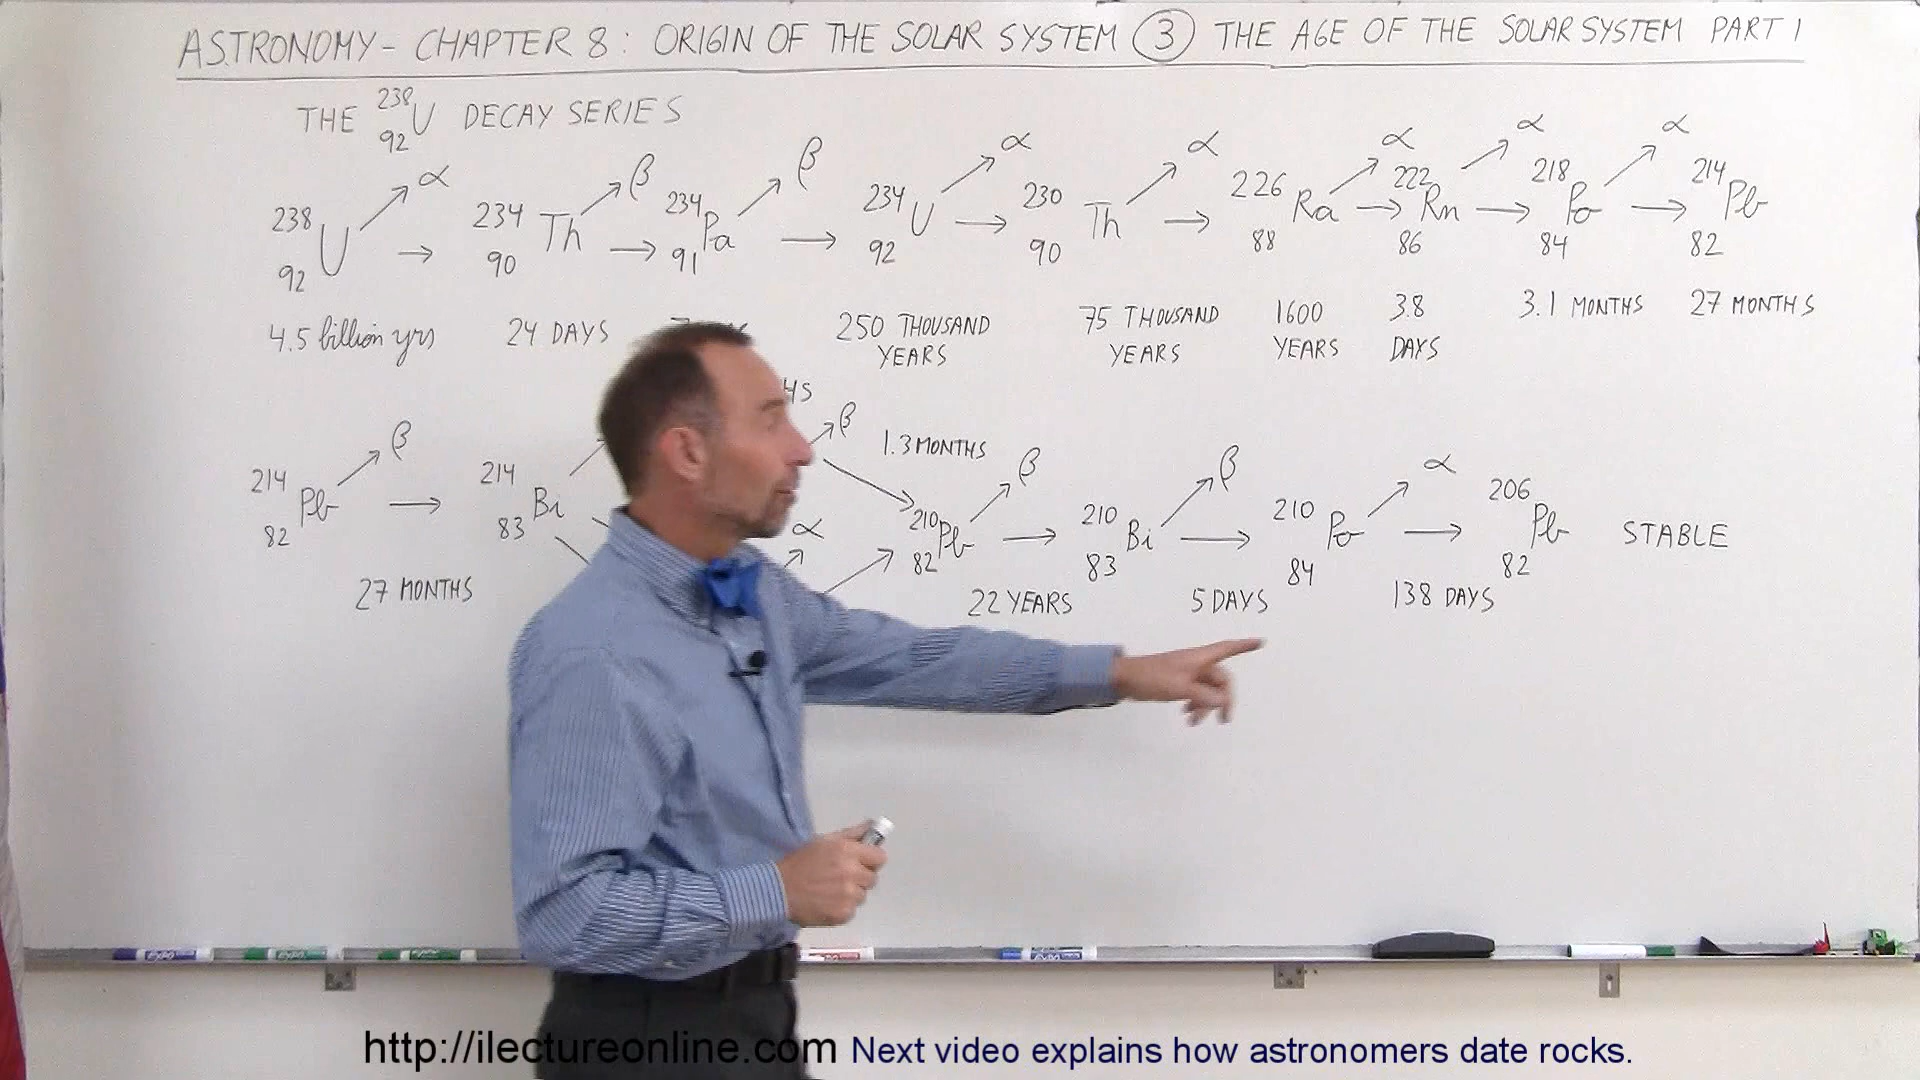 ASTRONOMY - CHAPTER 8 : ORIGIN OF THE SOLAR SYSTEM ③ THE AGE OF THE SOLAR SYSTEM PART 1
THE 238 92 U DECAY SERIES
α β β α α α α α
238 92 U → 234 90 Th → 234 91 Pa → 234 92 U → 230 90 Th → 226 88 Ra → 222 86 Rn → 218 84 Po → 214 82 Pb
4.5 billion yrs 24 DAYS 250 THOUSAND YEARS 75 THOUSAND YEARS 1600 YEARS 3.8 DAYS 3.1 MONTHS 27 MONTHS
β β 1.3 MONTHS β β α
214 82 Pb → 214 83 Bi α 210 82 Pb → 210 83 Bi → 210 84 Po → 206 82 Pb STABLE
27 MONTHS 22 YEARS 5 DAYS 138 DAYS
EXPO
http://ilectureonline.com Next video explains how astronomers date rocks.